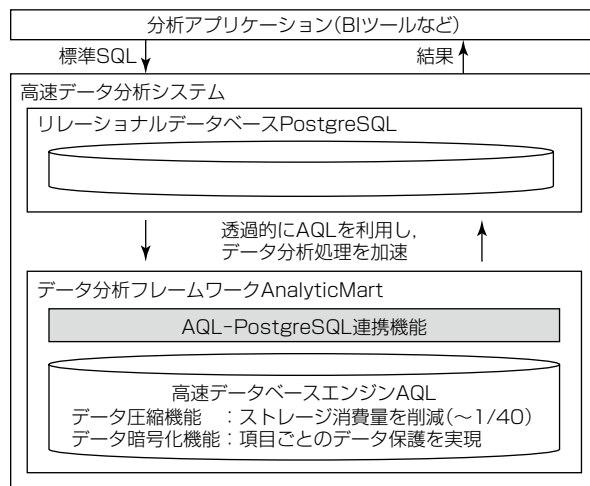 分析アプリケーション(BIツールなど)
標準SQL 結果
高速データ分析システム
リレーショナルデータベースPostgreSQL
透過的にAQLを利用し，
データ分析処理を加速
データ分析フレームワークAnalyticMart
AQL-PostgreSQL連携機能
高速データベースエンジンAQL
データ圧縮機能　：ストレージ消費量を削減(～1/40)
データ暗号化機能：項目ごとのデータ保護を実現